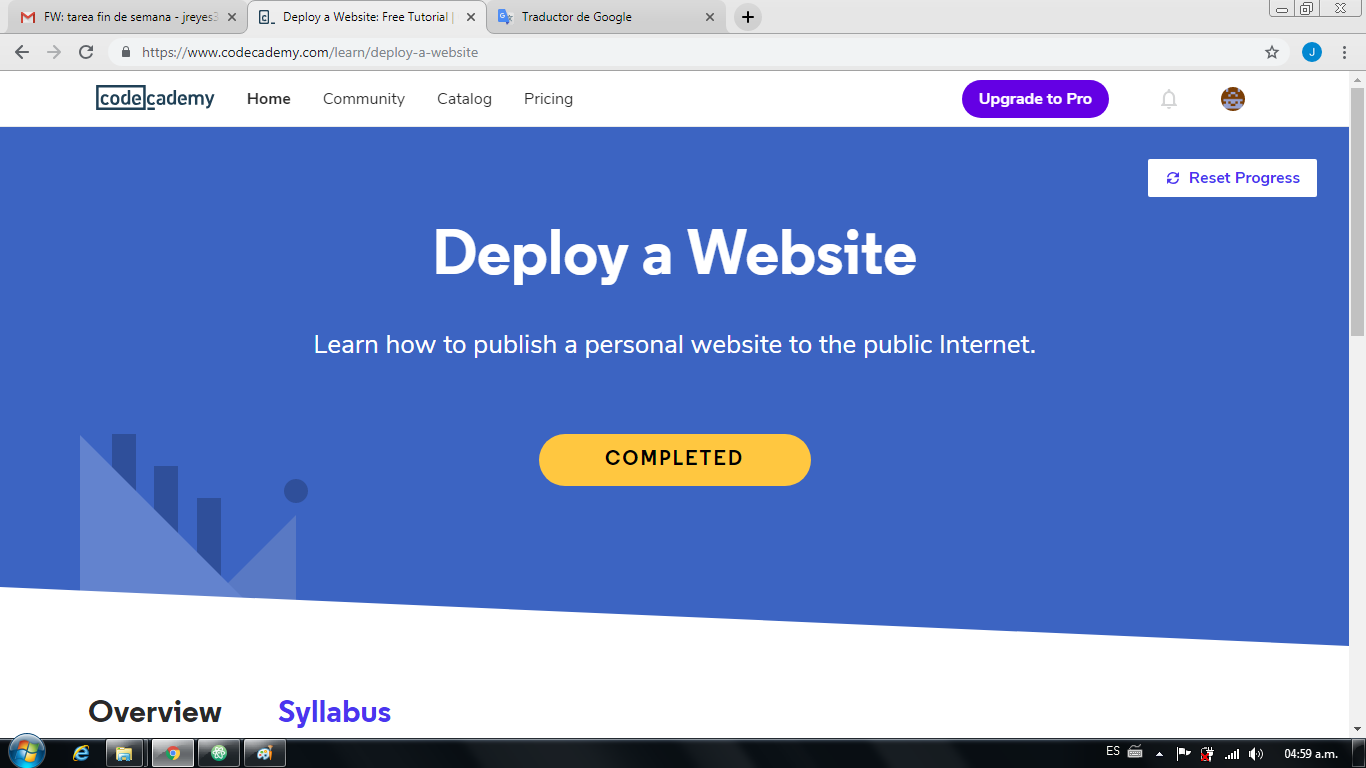 FW: tarea fin de semana - jreyes3
Deploy a Website: Free Tutorial |
Traductor de Google
https://www.codecademy.com/learn/deploy-a-website
J
codecademy
Home
Community
Catalog
Pricing
Upgrade to Pro
Reset Progress
Deploy a Website
Learn how to publish a personal website to the public Internet.
COMPLETED
Overview
Syllabus
ES
04:59 a.m.